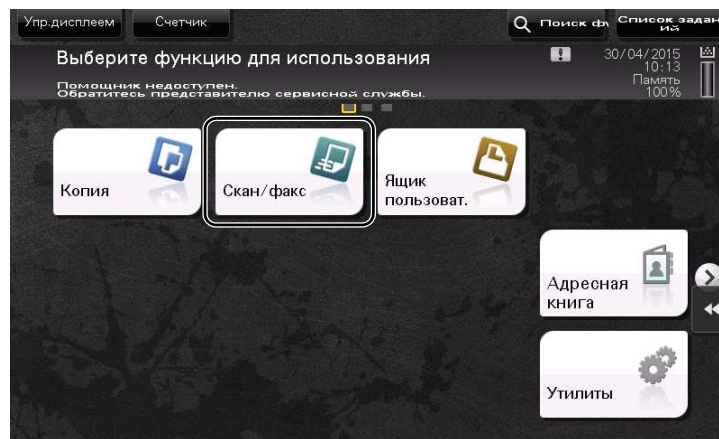 Упр.дисплеем
Счетчик
Поиск
Список задан
ий
Выберите функцию для использования
30/04/2015
10:13
Помощник недоступен.
Обратитесь представителю сервисной службы.
Память
100%
Копия
Скан/факс
Ящик
пользоват.
Адресная
книга
Утилиты